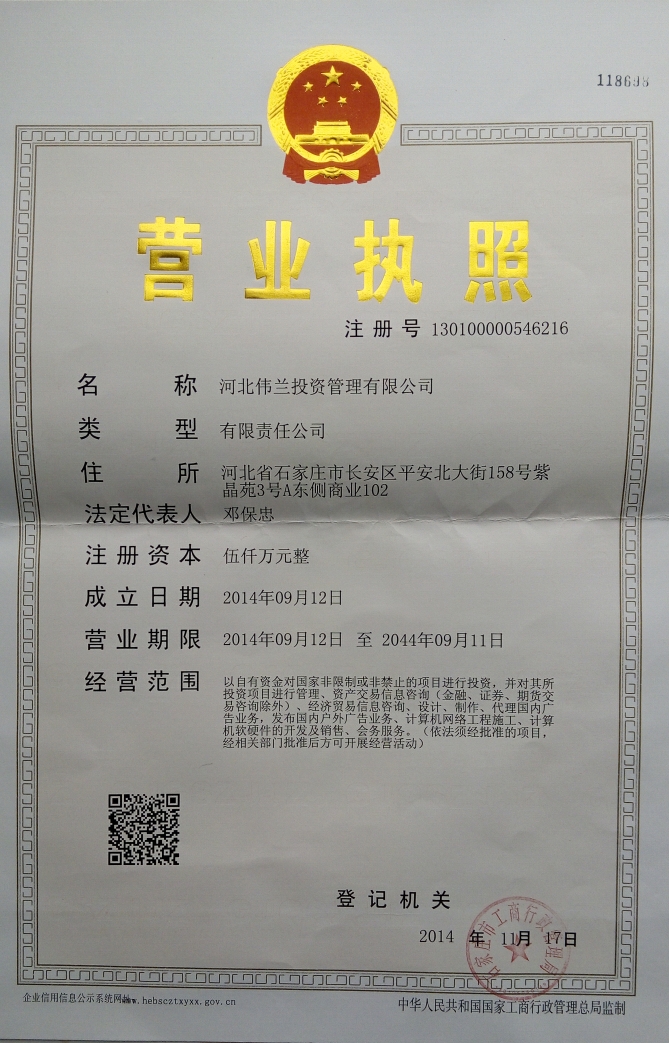 118698
营业执照
注册号 130100000546216
名称 河北伟兰投资管理有限公司
类型 有限责任公司
住所 河北省石家庄市长安区平安北大街158号紫
晶苑3号A东侧商业102
法定代表人 邓保忠
注册资本 伍仟万元整
成立日期 2014年09月12日
营业期限 2014年09月12日 至 2044年09月11日
经营范围 以自有资金对国家非限制或非禁止的项目进行投资，并对其所
投资项目进行管理、资产交易信息咨询（金融、证券、期货交
易咨询除外）、经济贸易信息咨询、设计、制作、代理国内广
告业务，发布国内户外广告业务、计算机网络工程施工、计算
机软硬件的开发及销售、会务服务。（依法须经批准的项目，
经相关部门批准后方可开展经营活动）
登记机关
石家庄市工商行政管理局
2014 年 11月 17日
企业信用信息公示系统网址www.hebscztxyxx.gov.cn
中华人民共和国国家工商行政管理总局监制